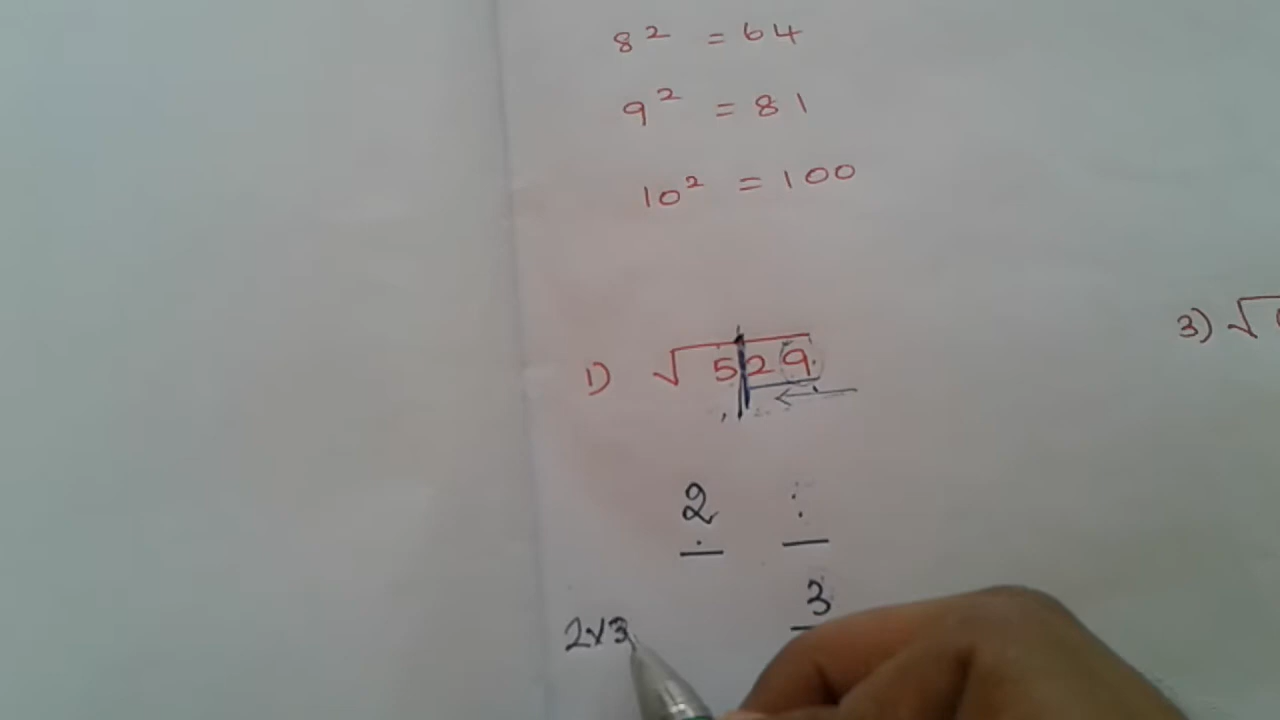 8² = 64
9² = 81
10² = 100
1) √529
3) √
2
3
2×3